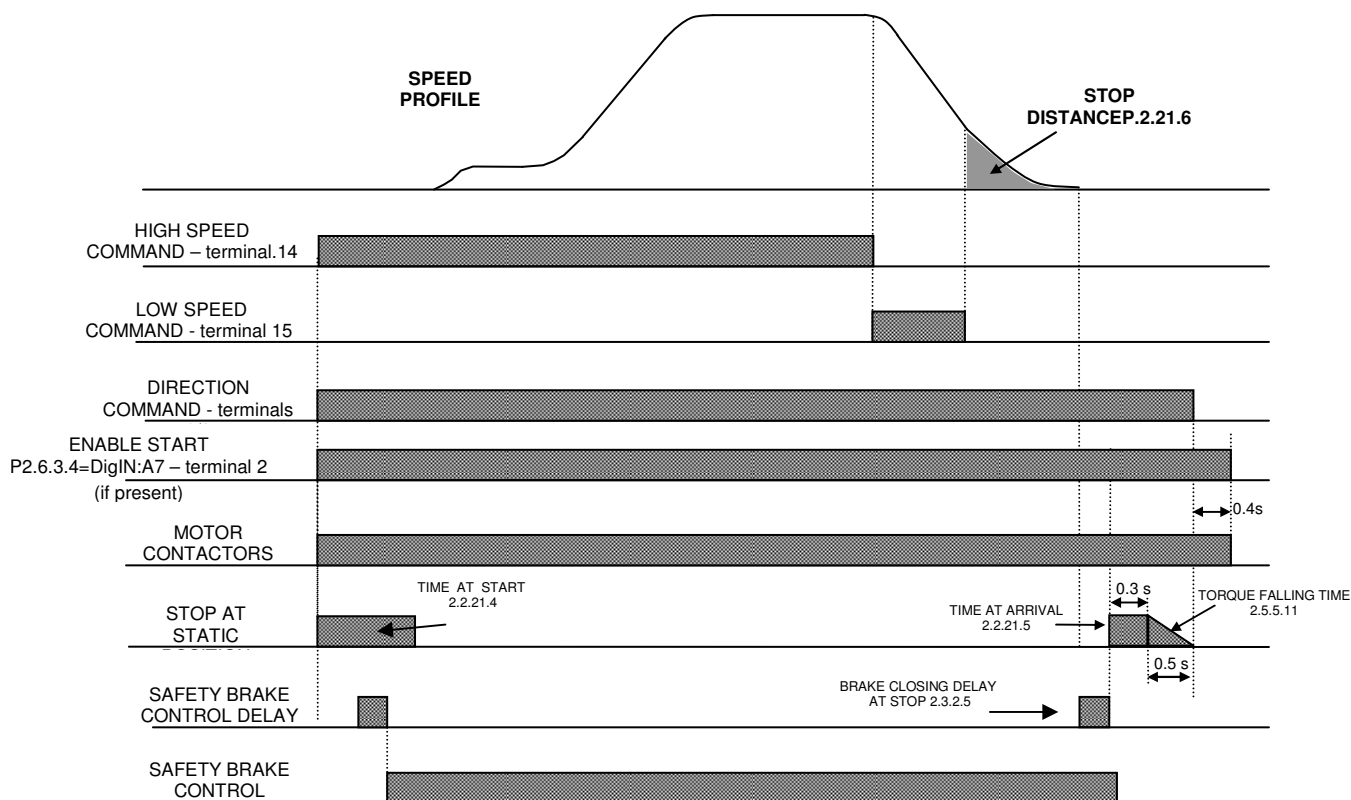 SPEED
PROFILE
STOP
DISTANCEP.2.21.6
HIGH SPEED
COMMAND – terminal.14
LOW SPEED
COMMAND - terminal 15
DIRECTION
COMMAND - terminals
ENABLE START
P2.6.3.4=DigIN:A7 – terminal 2
(if present)
0.4s
MOTOR
CONTACTORS
TIME AT START
2.2.21.4
0.3 s
TORQUE FALLING TIME
2.5.5.11
STOP AT
STATIC
TIME AT ARRIVAL
2.2.21.5
0.5 s
SAFETY BRAKE
CONTROL DELAY
BRAKE CLOSING DELAY
AT STOP 2.3.2.5
SAFETY BRAKE
CONTROL